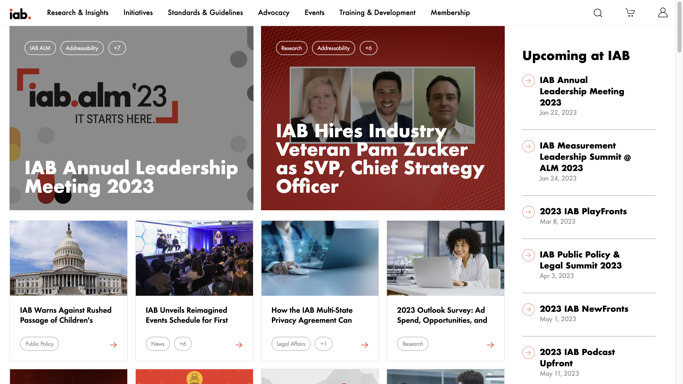 iab. Research & Insights Initiatives Standards & Guidelines Advocacy Events Training & Development Membership
IAB ALM Addressability +7
iab.alm'23
IT STARTS HERE.
IAB Annual Leadership
Meeting 2023
Research Addressability +6
IAB Hires Industry
Veteran Pam Zucker
as SVP, Chief Strategy
Officer
IAB Warns Against Rushed
Passage of Children's
Public Policy
IAB Unveils Reimagined
Events Schedule for First
News +6
How the IAB Multi-State
Privacy Agreement Can
Legal Affairs +1
2023 Outlook Survey: Ad
Spend, Opportunities, and
Research
Upcoming at IAB
IAB Annual
Leadership Meeting
2023
Jan 22, 2023
IAB Measurement
Leadership Summit @
ALM 2023
Jan 24, 2023
2023 IAB PlayFronts
Mar 8, 2023
IAB Public Policy &
Legal Summit 2023
Apr 3, 2023
2023 IAB NewFronts
May 1, 2023
2023 IAB Podcast
Upfront
May 11, 2023